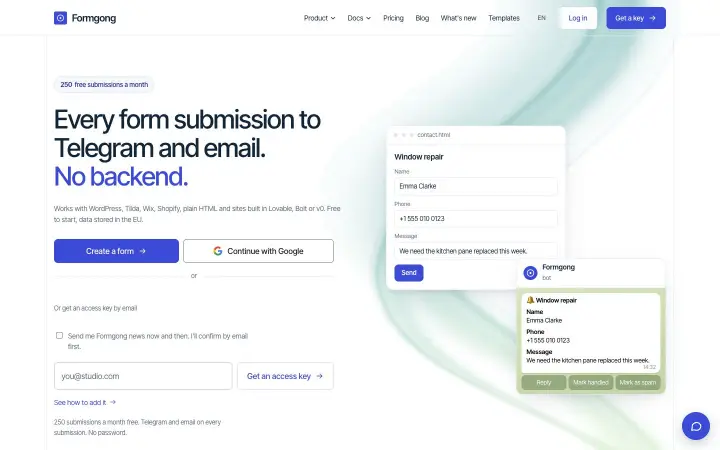 Formgong
Product
Docs
Pricing
Blog
What's new
Templates
EN
Log in
Get a key
250 free submissions a month
Every form submission to
Telegram and email.
No backend.
Works with WordPress, Tilda, Wix, Shopify, plain HTML and sites built in Lovable, Bolt or v0. Free
to start, data stored in the EU.
Create a form →
Continue with Google
or
Or get an access key by email
Send me Formgong news now and then, I'll confirm by email
first.
you@studio.com
Get an access key →
See how to add it →
250 submissions a month free. Telegram and email on every
submission. No password.
contact.html
Window repair
Name
Emma Clarke
Phone
+1 555 010 0123
Message
We need the kitchen pane replaced this week.
Send
Formgong
bot
🔔 Window repair
Name
Emma Clarke
Phone
+1 555 010 0123
Message
We need the kitchen pane replaced this week.
14:32
Reply
Mark handled
Mark as spam